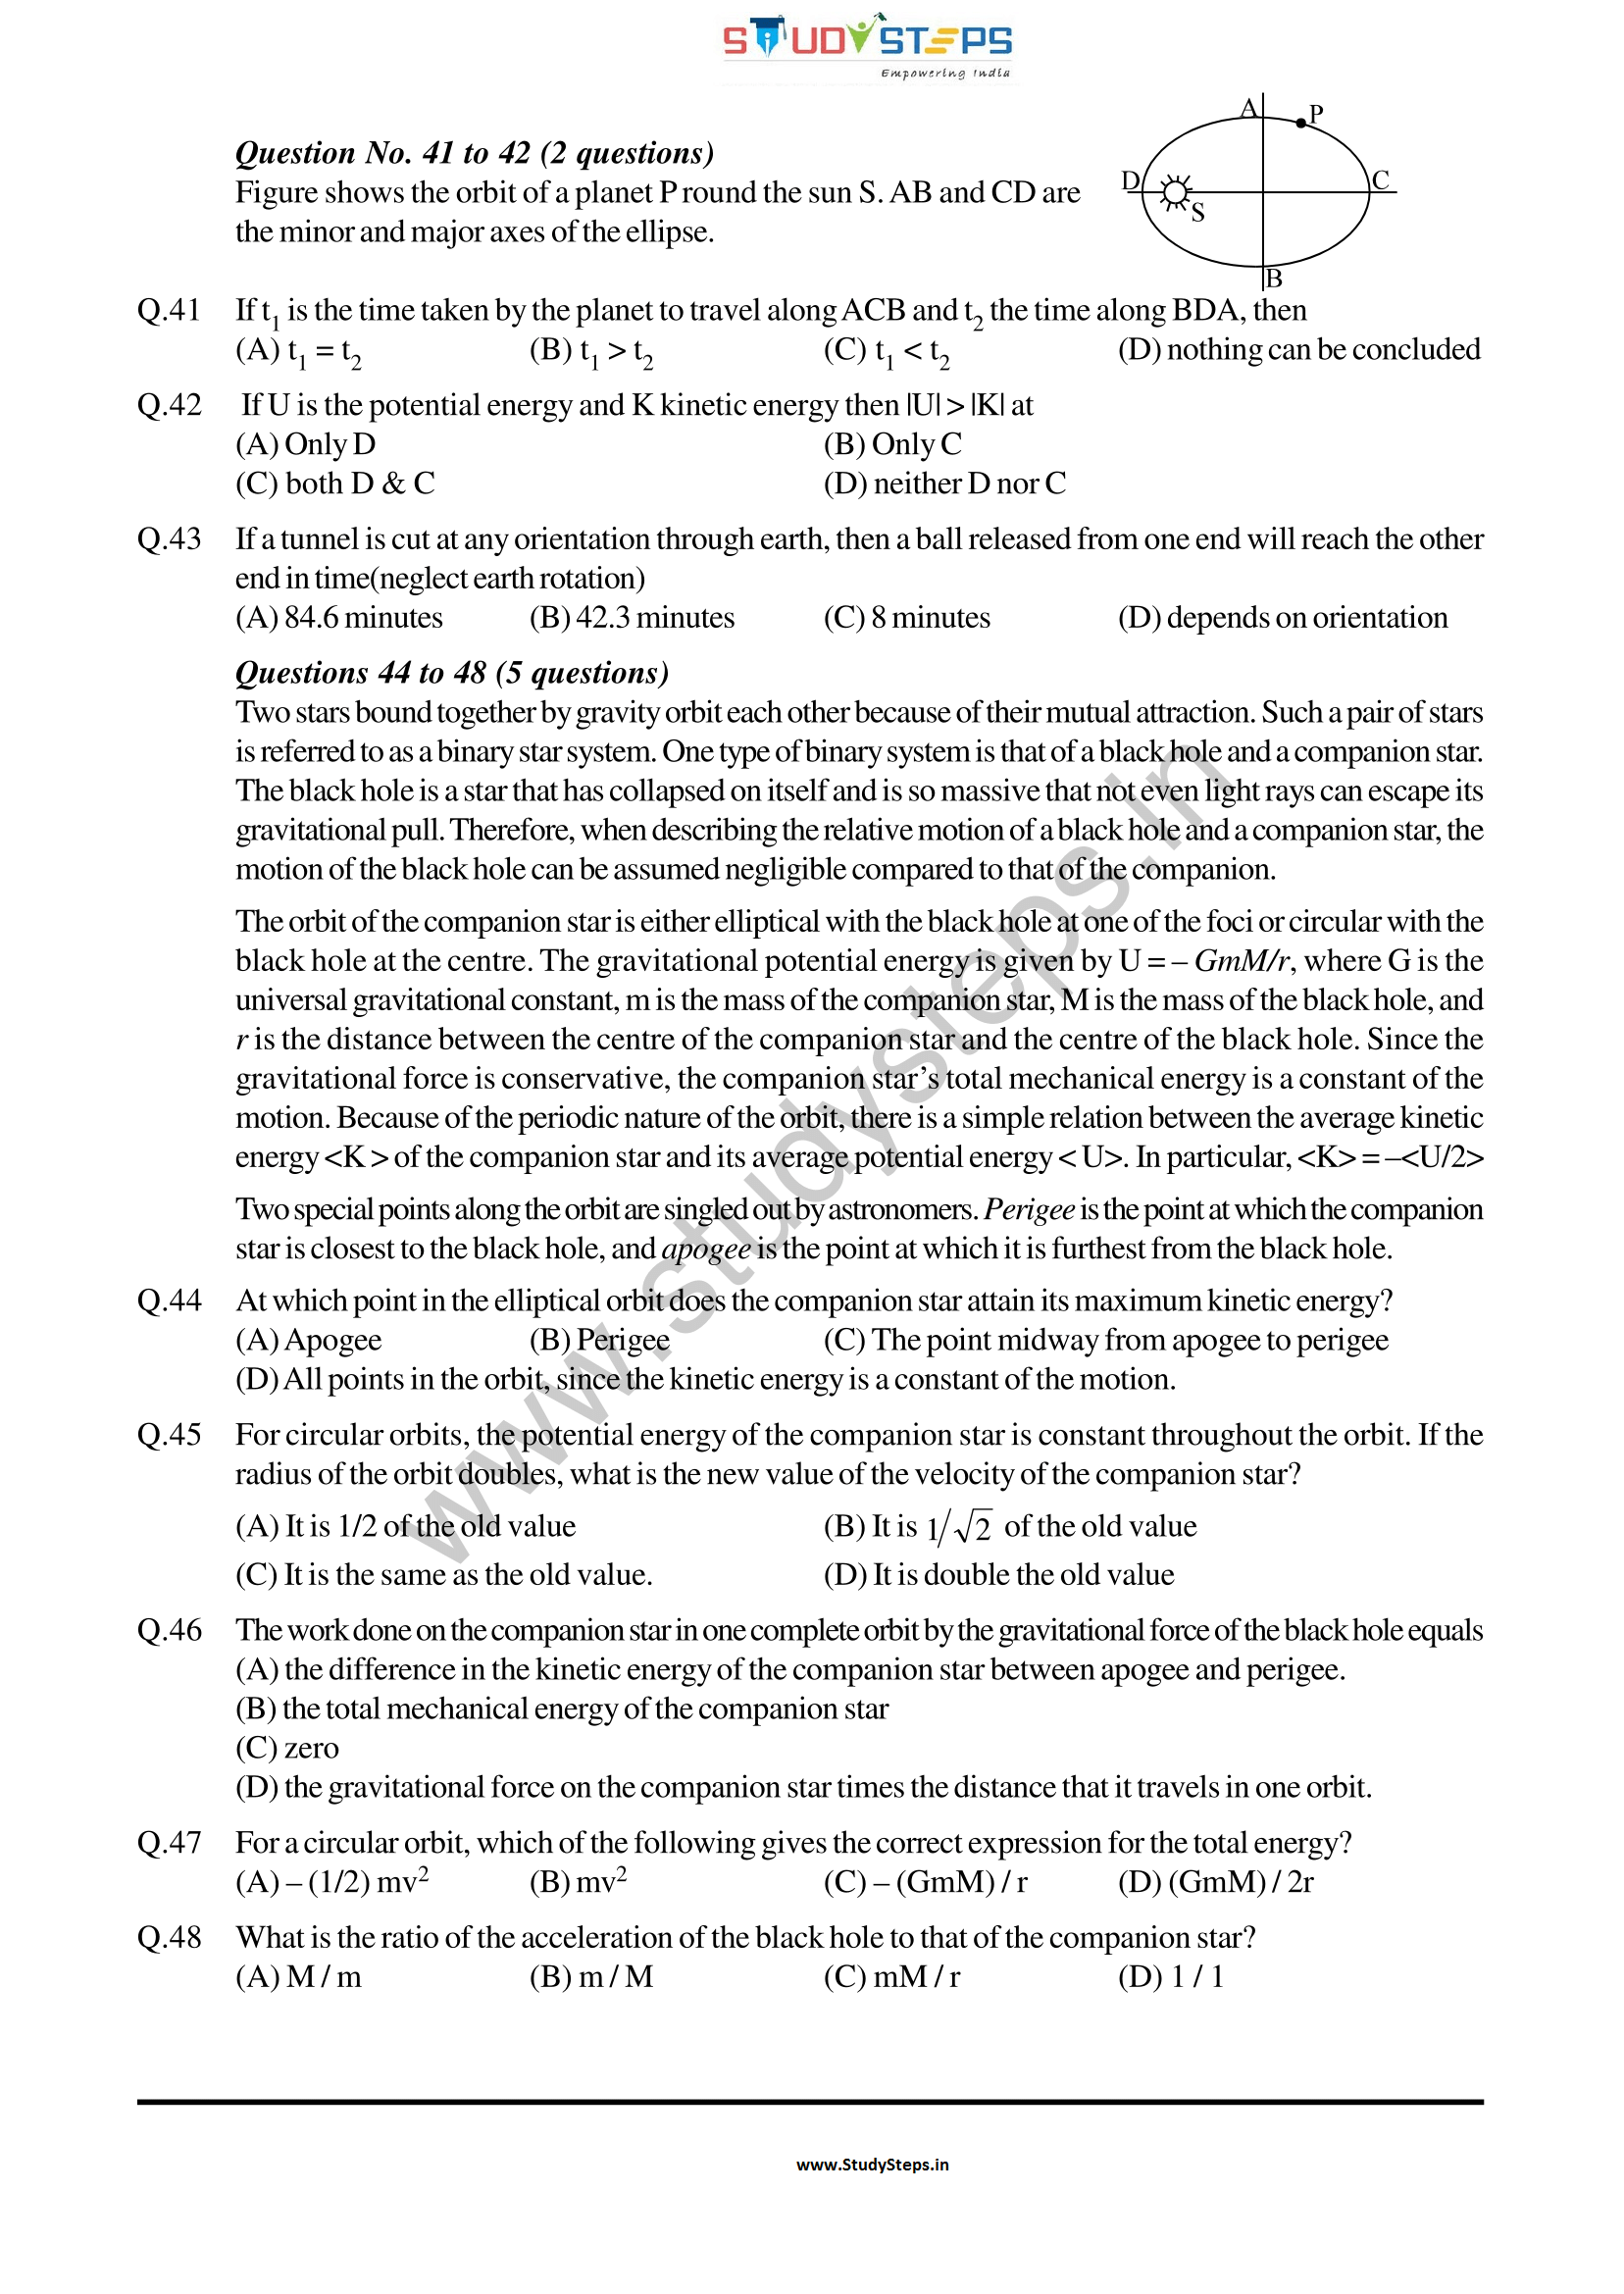 STUDYSTEPS
Empowering India
Question No. 41 to 42 (2 questions)
Figure shows the orbit of a planet P round the sun S. AB and CD are
the minor and major axes of the ellipse.
A
P
D
C
S
B
Q.41 If t₁ is the time taken by the planet to travel along ACB and t₂ the time along BDA, then
(A) t₁ = t₂ (B) t₁ > t₂ (C) t₁ < t₂ (D) nothing can be concluded
Q.42 If U is the potential energy and K kinetic energy then |U| > |K| at
(A) Only D (B) Only C
(C) both D & C (D) neither D nor C
Q.43 If a tunnel is cut at any orientation through earth, then a ball released from one end will reach the other
end in time(neglect earth rotation)
(A) 84.6 minutes (B) 42.3 minutes (C) 8 minutes (D) depends on orientation
Questions 44 to 48 (5 questions)
Two stars bound together by gravity orbit each other because of their mutual attraction. Such a pair of stars
is referred to as a binary star system. One type of binary system is that of a black hole and a companion star.
The black hole is a star that has collapsed on itself and is so massive that not even light rays can escape its
gravitational pull. Therefore, when describing the relative motion of a black hole and a companion star, the
motion of the black hole can be assumed negligible compared to that of the companion.
The orbit of the companion star is either elliptical with the black hole at one of the foci or circular with the
black hole at the centre. The gravitational potential energy is given by U = – GmM/r, where G is the
universal gravitational constant, m is the mass of the companion star, M is the mass of the black hole, and
r is the distance between the centre of the companion star and the centre of the black hole. Since the
gravitational force is conservative, the companion star’s total mechanical energy is a constant of the
motion. Because of the periodic nature of the orbit, there is a simple relation between the average kinetic
energy <K > of the companion star and its average potential energy < U>. In particular, <K> = –<U/2>
Two special points along the orbit are singled out by astronomers. Perigee is the point at which the companion
star is closest to the black hole, and apogee is the point at which it is furthest from the black hole.
Q.44 At which point in the elliptical orbit does the companion star attain its maximum kinetic energy?
(A) Apogee (B) Perigee (C) The point midway from apogee to perigee
(D) All points in the orbit, since the kinetic energy is a constant of the motion.
Q.45 For circular orbits, the potential energy of the companion star is constant throughout the orbit. If the
radius of the orbit doubles, what is the new value of the velocity of the companion star?
(A) It is 1/2 of the old value (B) It is 1/√2 of the old value
(C) It is the same as the old value. (D) It is double the old value
Q.46 The work done on the companion star in one complete orbit by the gravitational force of the black hole equals
(A) the difference in the kinetic energy of the companion star between apogee and perigee.
(B) the total mechanical energy of the companion star
(C) zero
(D) the gravitational force on the companion star times the distance that it travels in one orbit.
Q.47 For a circular orbit, which of the following gives the correct expression for the total energy?
(A) – (1/2) mv² (B) mv² (C) – (GmM) / r (D) (GmM) / 2r
Q.48 What is the ratio of the acceleration of the black hole to that of the companion star?
(A) M / m (B) m / M (C) mM / r (D) 1 / 1
www.studysteps.in
www.StudySteps.in